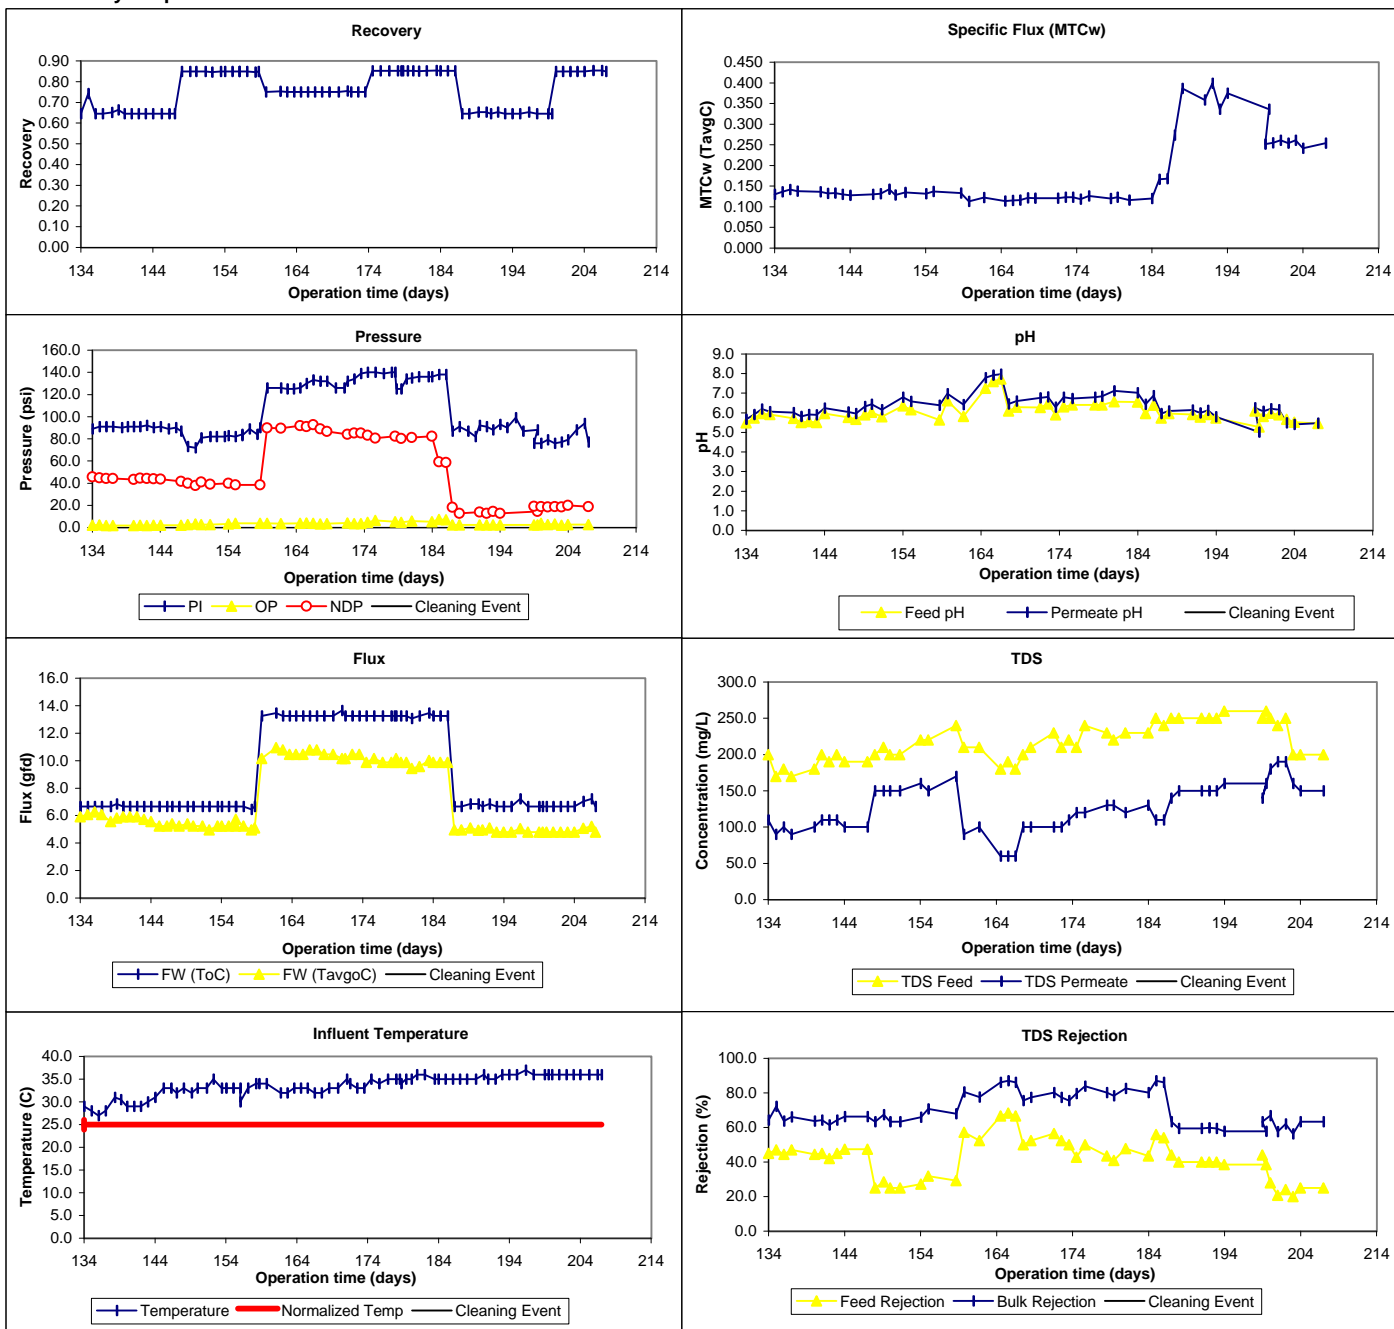 Recovery
0.90
0.80
0.70
0.60
0.50
0.40
0.30
0.20
0.10
0.00
Recovery
134 144 154 164 174 184 194 204 214
Operation time (days)
Specific Flux (MTCw)
0.450
0.400
0.350
0.300
0.250
0.200
0.150
0.100
0.050
0.000
MTCw (TavgC)
134 144 154 164 174 184 194 204 214
Operation time (days)
Pressure
160.0
140.0
120.0
100.0
80.0
60.0
40.0
20.0
0.0
Pressure (psi)
134 144 154 164 174 184 194 204 214
Operation time (days)
PI OP NDP Cleaning Event
pH
9.0
8.0
7.0
6.0
5.0
4.0
3.0
2.0
1.0
0.0
pH
134 144 154 164 174 184 194 204 214
Operation time (days)
Feed pH Permeate pH Cleaning Event
Flux
16.0
14.0
12.0
10.0
8.0
6.0
4.0
2.0
0.0
Flux (gfd)
134 144 154 164 174 184 194 204 214
Operation time (days)
FW (ToC) FW (TavgoC) Cleaning Event
TDS
300.0
250.0
200.0
150.0
100.0
50.0
0.0
Concentration (mg/L)
134 144 154 164 174 184 194 204 214
Operation time (days)
TDS Feed TDS Permeate Cleaning Event
Influent Temperature
40.0
35.0
30.0
25.0
20.0
15.0
10.0
5.0
0.0
Temperature (C)
134 144 154 164 174 184 194 204 214
Operation time (days)
Temperature Normalized Temp Cleaning Event
TDS Rejection
100.0
80.0
60.0
40.0
20.0
0.0
Rejection (%)
134 144 154 164 174 184 194 204 214
Operation time (days)
Feed Rejection Bulk Rejection Cleaning Event